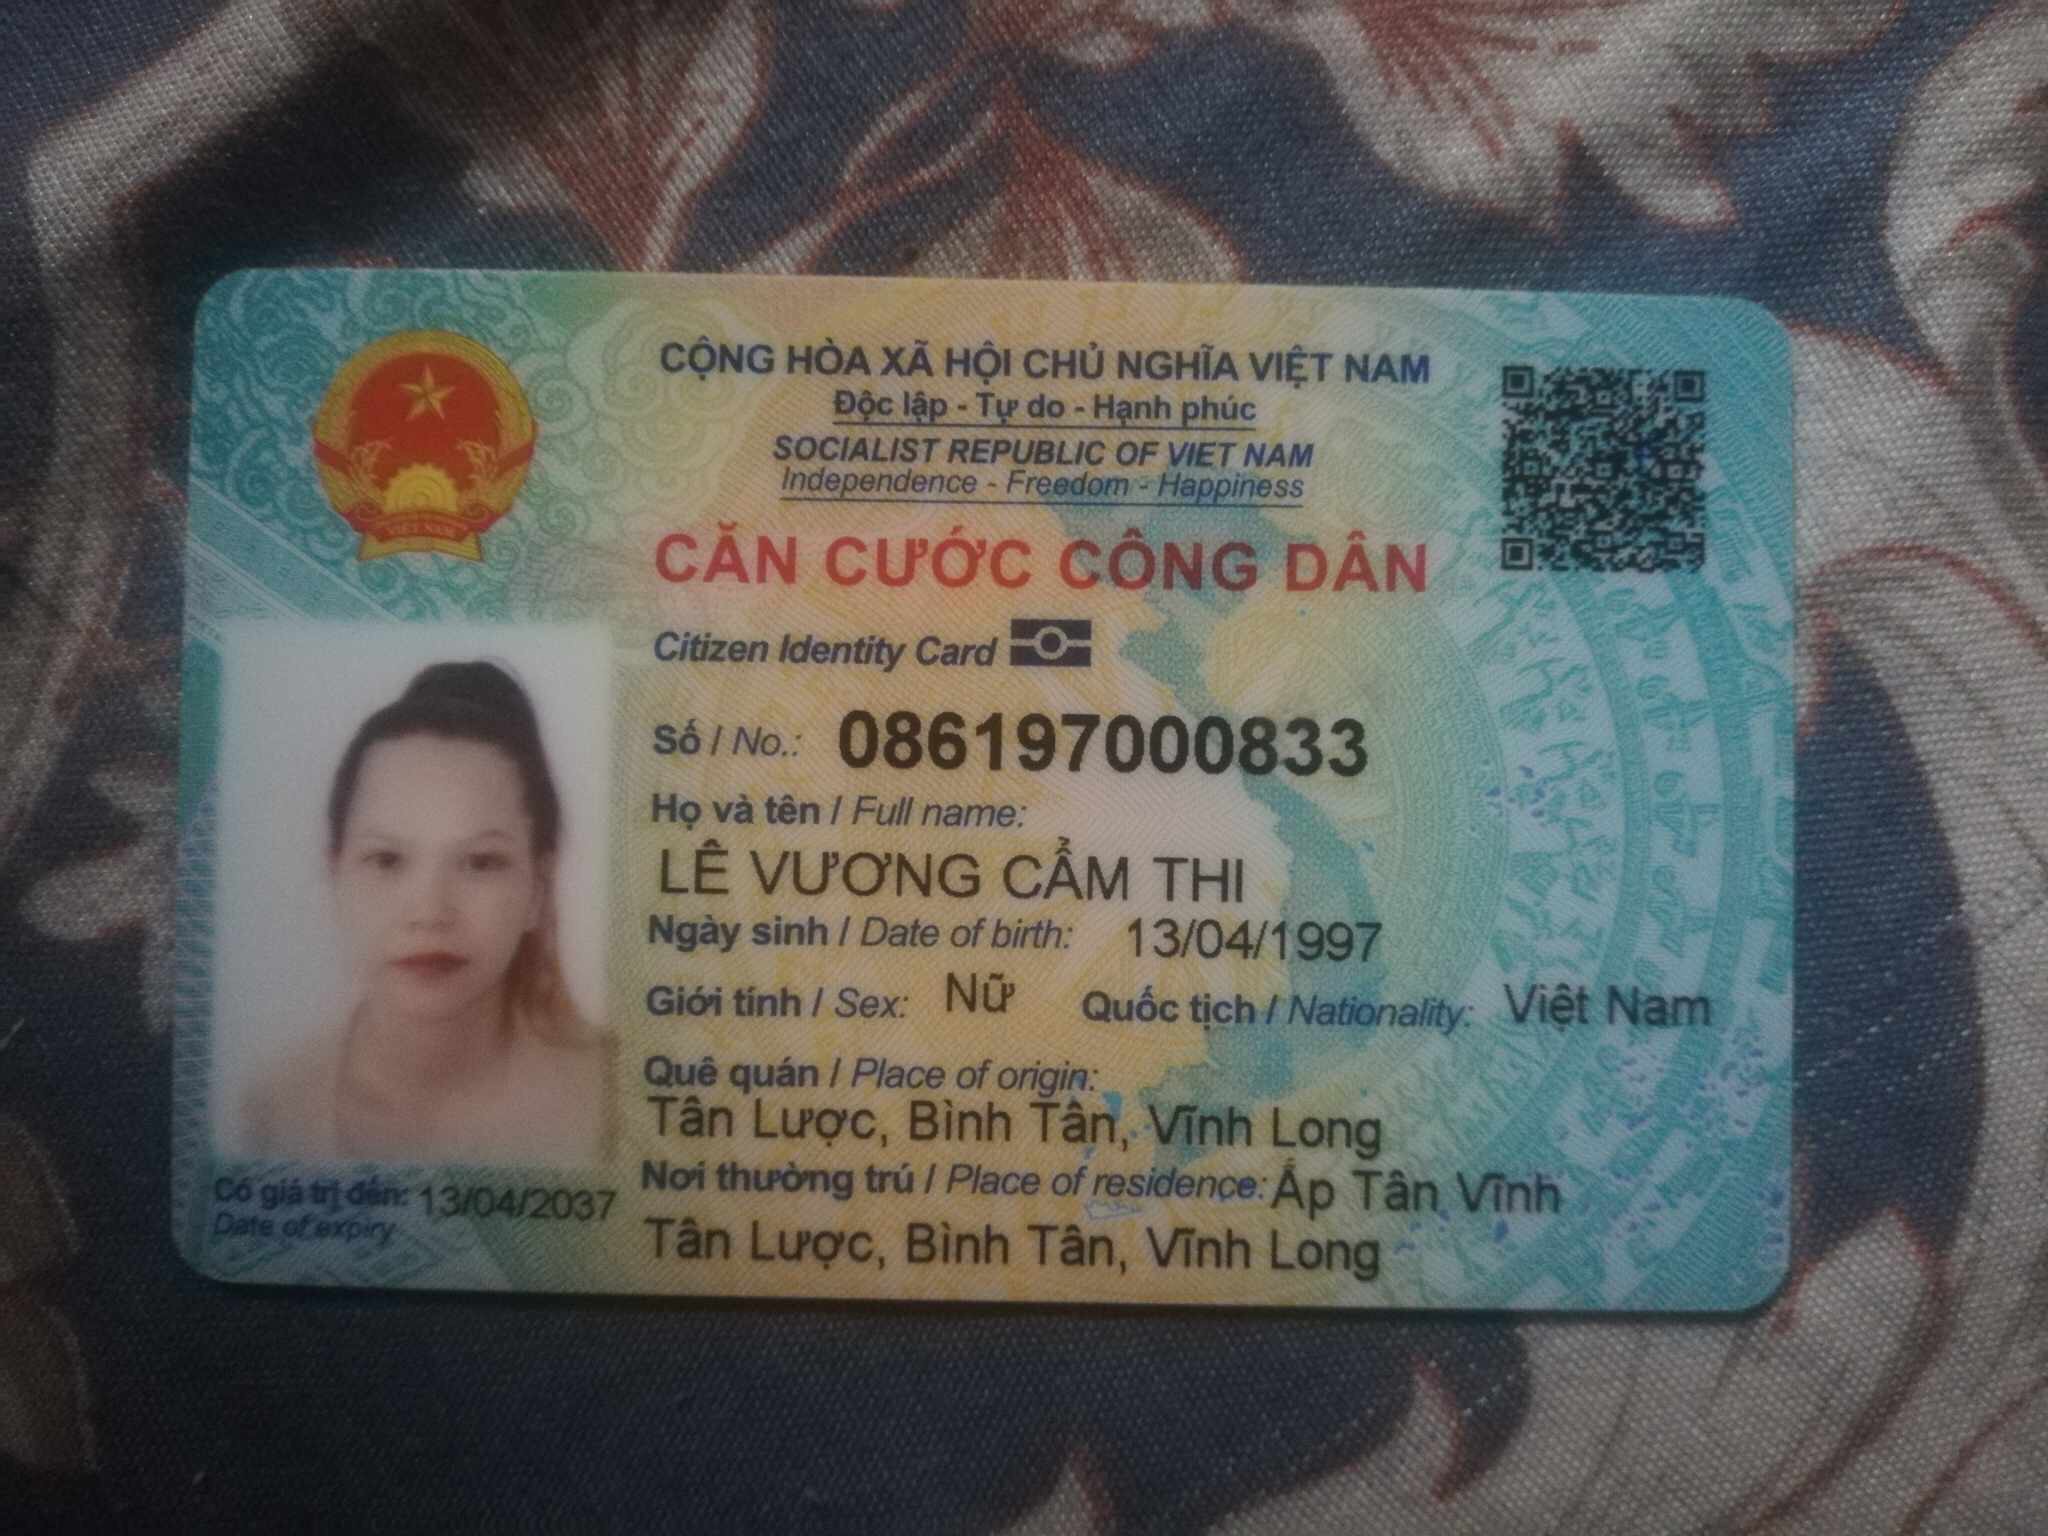 CỘNG HÒA XÃ HỘI CHỦ NGHĨA VIỆT NAM
Độc lập - Tự do - Hạnh phúc
SOCIALIST REPUBLIC OF VIET NAM
Independence - Freedom - Happiness
CĂN CƯỚC CÔNG DÂN
Citizen Identity Card
Số / No.: 086197000833
Họ và tên / Full name:
LÊ VƯƠNG CẨM THI
Ngày sinh / Date of birth: 13/04/1997
Giới tính / Sex: Nữ Quốc tịch / Nationality: Việt Nam
Quê quán / Place of origin:
Tân Lược, Bình Tân, Vĩnh Long
Nơi thường trú / Place of residence: Ấp Tân Vĩnh
Tân Lược, Bình Tân, Vĩnh Long
Có giá trị đến: 13/04/2037
Date of expiry
VIỆT NAM